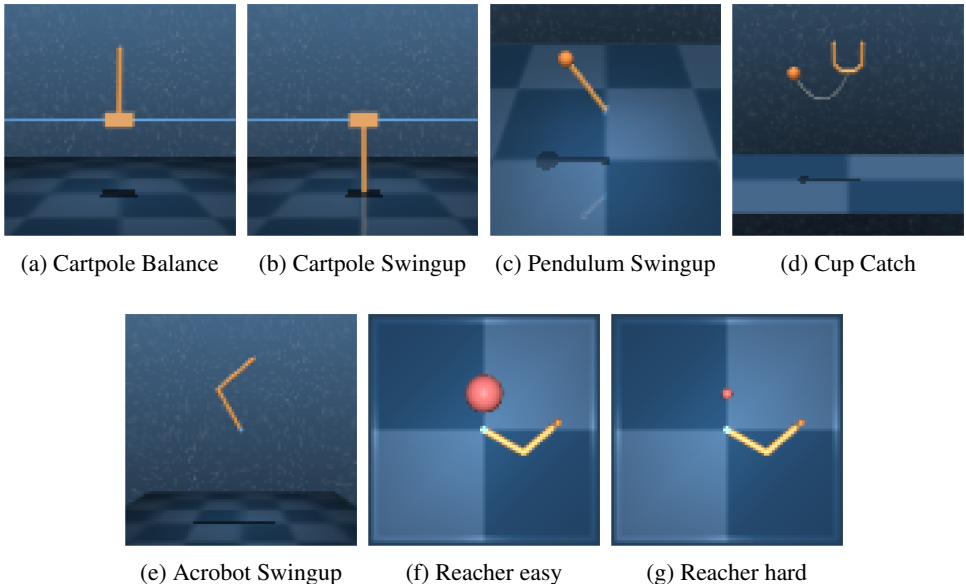 (a) Cartpole Balance
(b) Cartpole Swingup
(c) Pendulum Swingup
(d) Cup Catch
(e) Acrobot Swingup
(f) Reacher easy
(g) Reacher hard